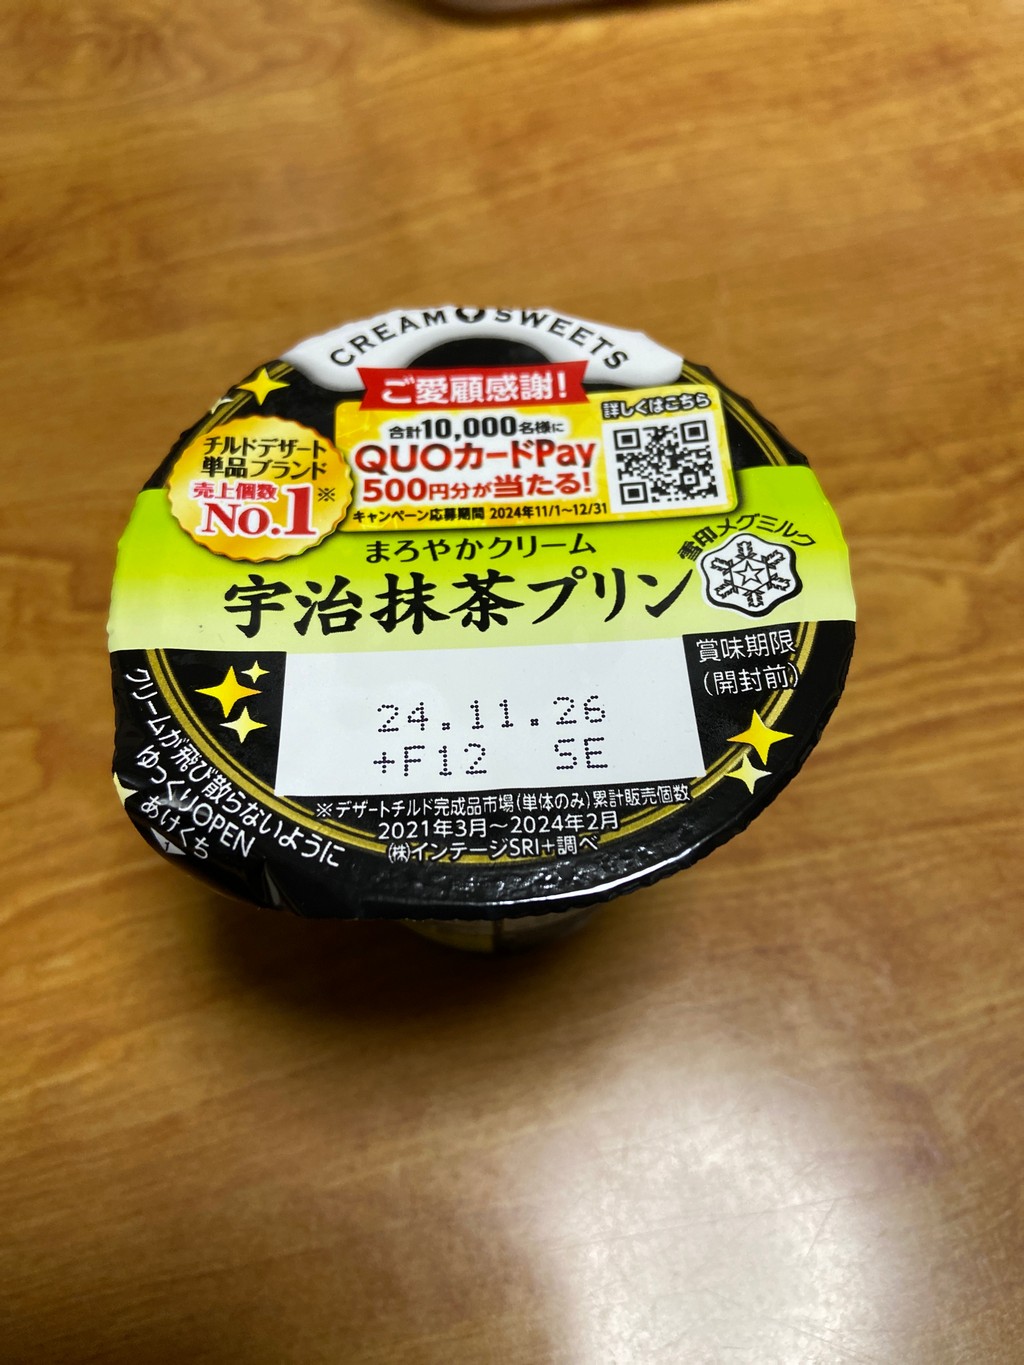 CREAM SWEETS
ご愛顧感謝!
合計10,000名様に
QUOカードPay
500円分が当たる!
キャンペーン応募期間 2024年11/1~12/31
詳しくはこちら
チルドデザート
単品ブランド
売上個数
No.1※
まろやかクリーム
宇治抹茶プリン
雪印メグミルク
賞味期限
(開封前)
24.11.26
+F12 SE
※デザートチルド完成品市場(単体のみ)累計販売個数
2021年3月~2024年2月
㈱インテージSRI+調べ
クリームが飛び散らないように
ゆっくりOPEN
あけくち